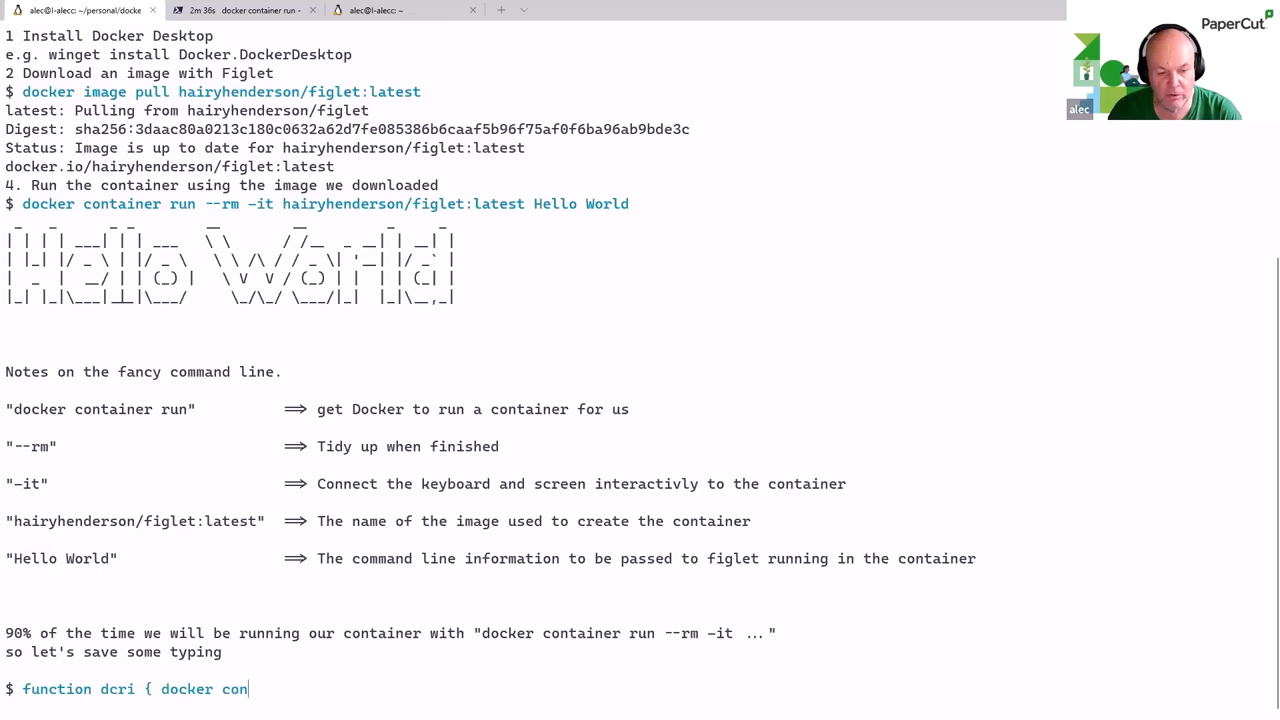 alec@l-alecc: ~/personal/docke
2m 36s docker container run -
alec@l-alecc: ~
PaperCut
alec
1 Install Docker Desktop
e.g. winget install Docker.DockerDesktop
2 Download an image with Figlet
$ docker image pull hairyhenderson/figlet:latest
latest: Pulling from hairyhenderson/figlet
Digest: sha256:3daac80a0213c180c0632a62d7fe085386b6caaf5b96f75af0f6ba96ab9bde3c
Status: Image is up to date for hairyhenderson/figlet:latest
docker.io/hairyhenderson/figlet:latest
4. Run the container using the image we downloaded
$ docker container run --rm -it hairyhenderson/figlet:latest Hello World
Hello World
Notes on the fancy command line.
"docker container run" ⟹ get Docker to run a container for us
"--rm" ⟹ Tidy up when finished
"-it" ⟹ Connect the keyboard and screen interactivly to the container
"hairyhenderson/figlet:latest" ⟹ The name of the image used to create the container
"Hello World" ⟹ The command line information to be passed to figlet running in the container
90% of the time we will be running our container with "docker container run --rm -it ..."
so let's save some typing
$ function dcri { docker con